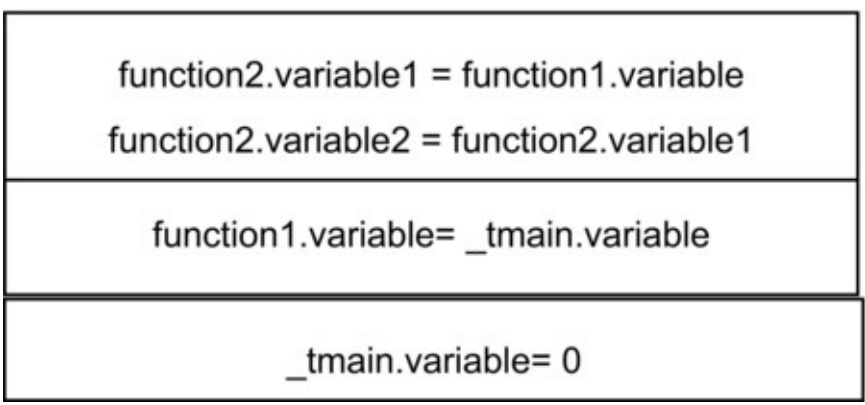 function2.variable1 = function1.variable
function2.variable2 = function2.variable1
function1.variable= _tmain.variable
_tmain.variable= 0